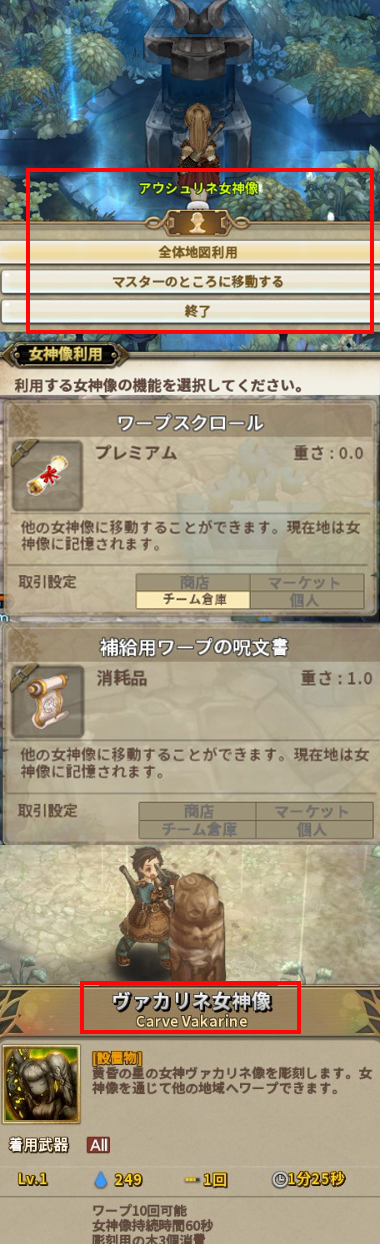 アウシュリネ女神像
全体地図利用
マスターのところに移動する
終了
女神像利用
利用する女神像の機能を選択してください。
ワープスクロール
プレミアム 重さ : 0.0
他の女神像に移動することができます。現在地は女
神像に記憶されます。
取引設定 商店 マーケット
チーム倉庫 個人
補給用ワープの呪文書
消耗品 重さ : 1.0
他の女神像に移動することができます。現在地は女
神像に記憶されます。
取引設定 商店 マーケット
チーム倉庫 個人
ヴァカリネ女神像
Carve Vakarine
[設置物]
黄昏の星の女神ヴァカリネ像を彫刻します。女
神像を通じて他の地域へワープできます。
着用武器 All
Lv.1 249 1回 1分25秒
ワープ10回可能
女神像持続時間60秒
彫刻用の木3個消費